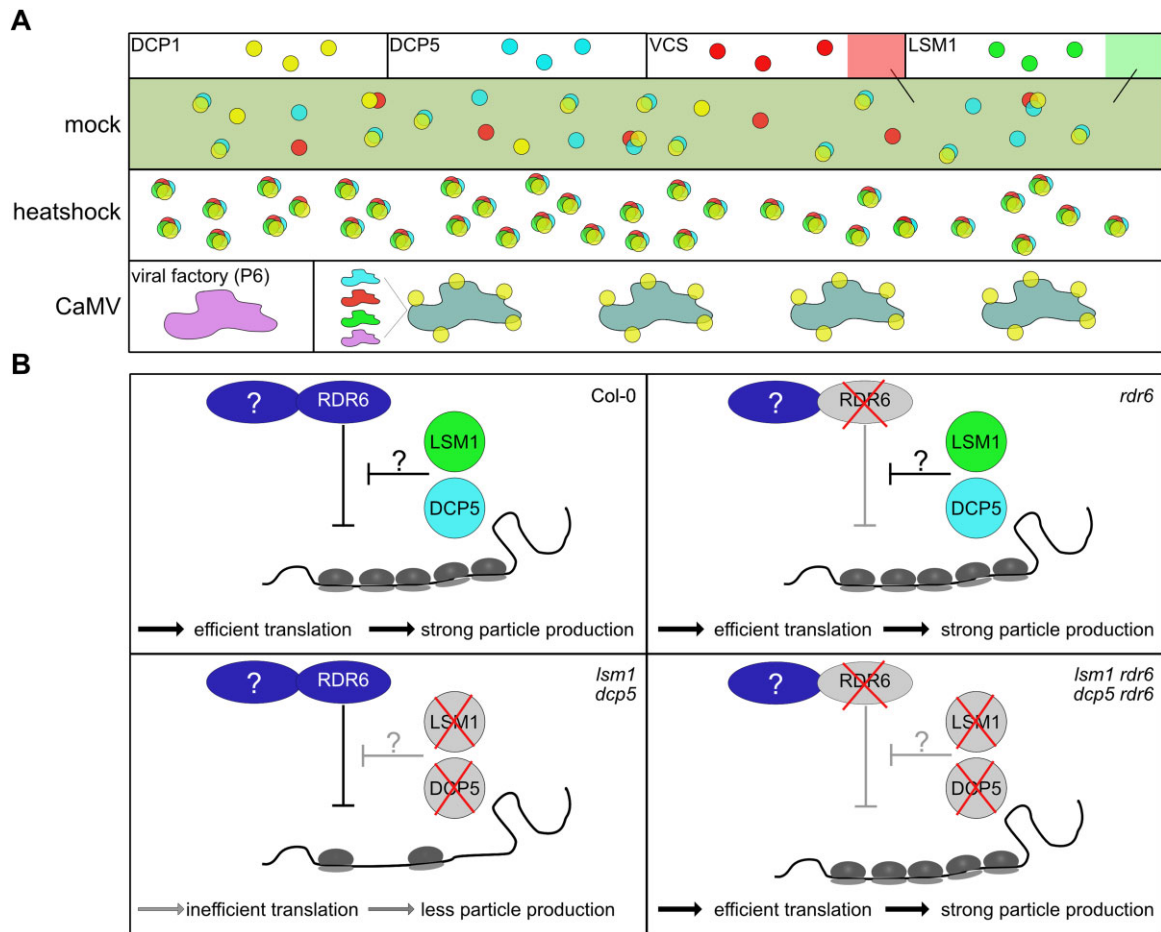 A
DCP1
DCP5
VCS
LSM1
mock
heatshock
CaMV
viral factory (P6)
B
Col-0
? RDR6
LSM1
?
DCP5
efficient translation strong particle production
rdr6
? RDR6
LSM1
?
DCP5
efficient translation strong particle production
lsm1
dcp5
? RDR6
LSM1
?
DCP5
inefficient translation less particle production
lsm1 rdr6
dcp5 rdr6
? RDR6
LSM1
?
DCP5
efficient translation strong particle production